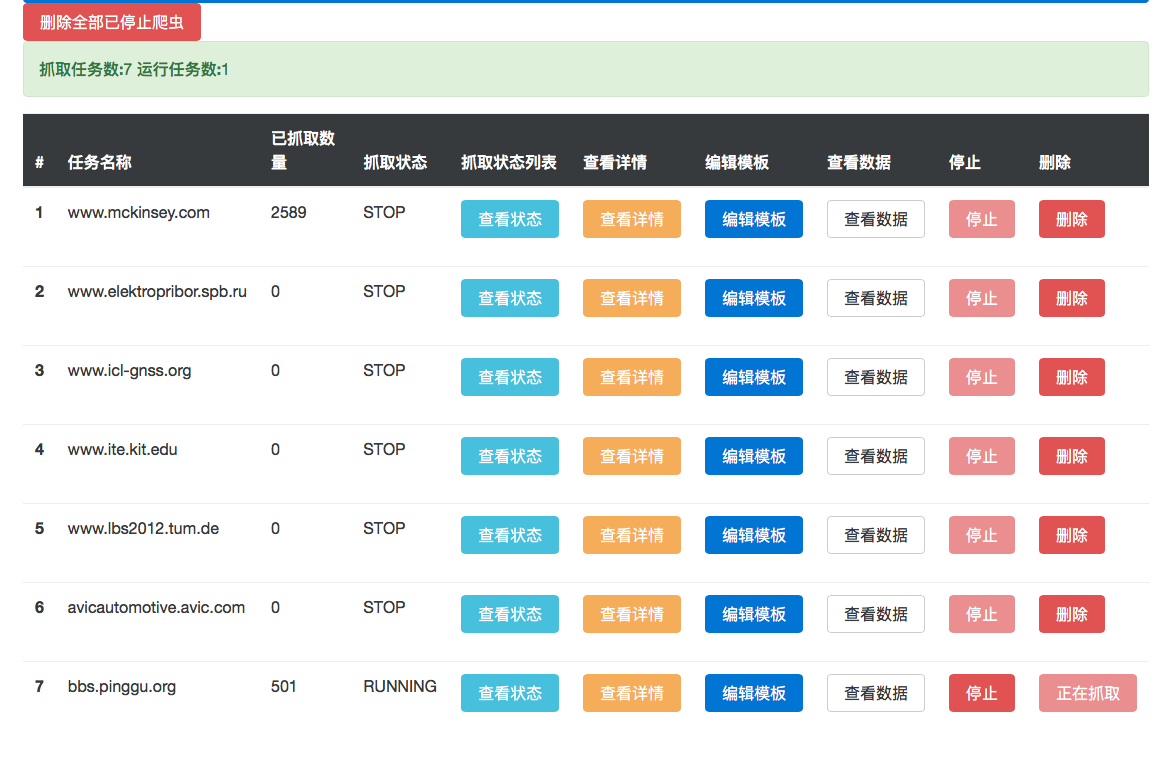 删除全部已停止爬虫
抓取任务数:7 运行任务数:1
# 任务名称 已抓取数量 抓取状态 抓取状态列表 查看详情 编辑模板 查看数据 停止 删除
1 www.mckinsey.com 2589 STOP 查看状态 查看详情 编辑模板 查看数据 停止 删除
2 www.elektropribor.spb.ru 0 STOP 查看状态 查看详情 编辑模板 查看数据 停止 删除
3 www.icl-gnss.org 0 STOP 查看状态 查看详情 编辑模板 查看数据 停止 删除
4 www.ite.kit.edu 0 STOP 查看状态 查看详情 编辑模板 查看数据 停止 删除
5 www.lbs2012.tum.de 0 STOP 查看状态 查看详情 编辑模板 查看数据 停止 删除
6 avicautomotive.avic.com 0 STOP 查看状态 查看详情 编辑模板 查看数据 停止 删除
7 bbs.pinggu.org 501 RUNNING 查看状态 查看详情 编辑模板 查看数据 停止 正在抓取